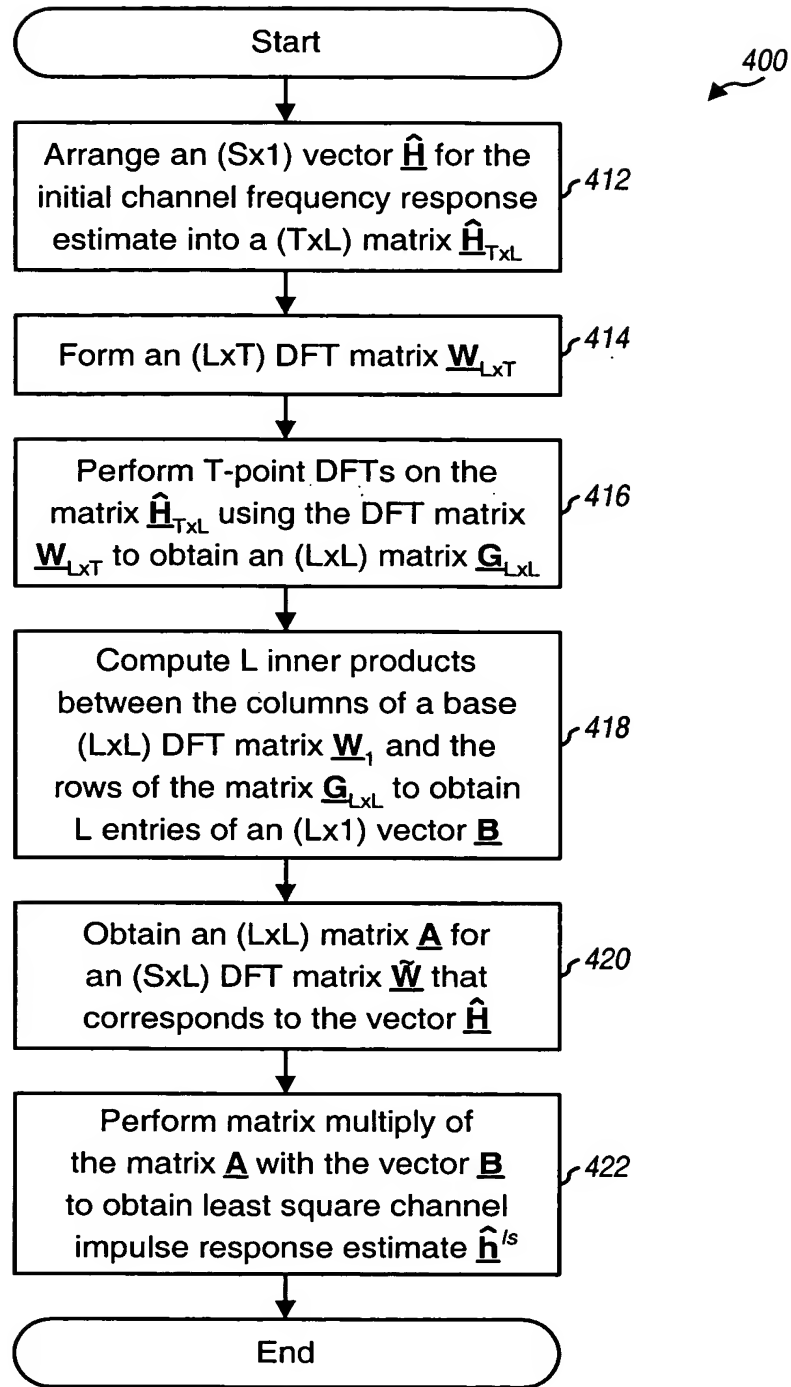 Start
400
Arrange an (Sx1) vector Ĥ for the
initial channel frequency response
estimate into a (TxL) matrix Ĥ_TxL
412
Form an (LxT) DFT matrix W_LxT
414
Perform T-point DFTs on the
matrix Ĥ_TxL using the DFT matrix
W_LxT to obtain an (LxL) matrix G_LxL
416
Compute L inner products
between the columns of a base
(LxL) DFT matrix W_1 and the
rows of the matrix G_LxL to obtain
L entries of an (Lx1) vector B
418
Obtain an (LxL) matrix A for
an (SxL) DFT matrix W̃ that
corresponds to the vector Ĥ
420
Perform matrix multiply of
the matrix A with the vector B
to obtain least square channel
impulse response estimate ĥ^ls
422
End